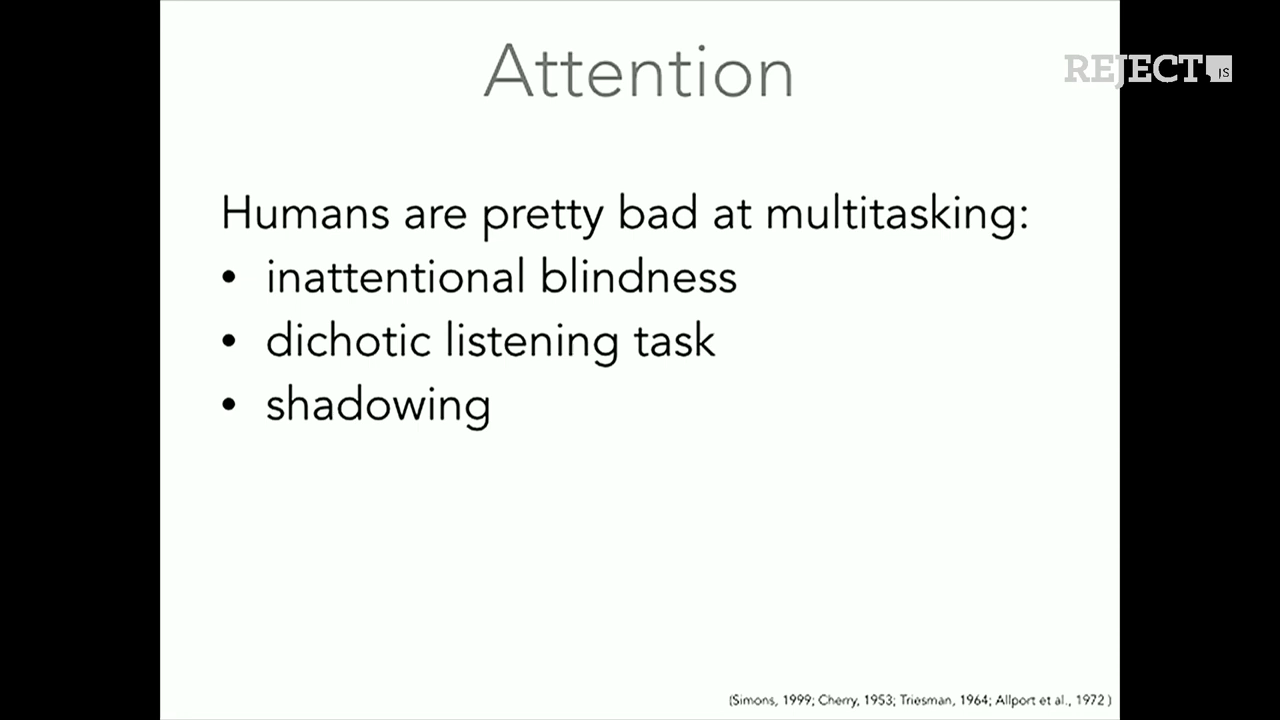 Attention
REJECT JS
Humans are pretty bad at multitasking:
• inattentional blindness
• dichotic listening task
• shadowing
(Simons, 1999; Cherry, 1953; Triesman, 1964; Allport et al., 1972 )